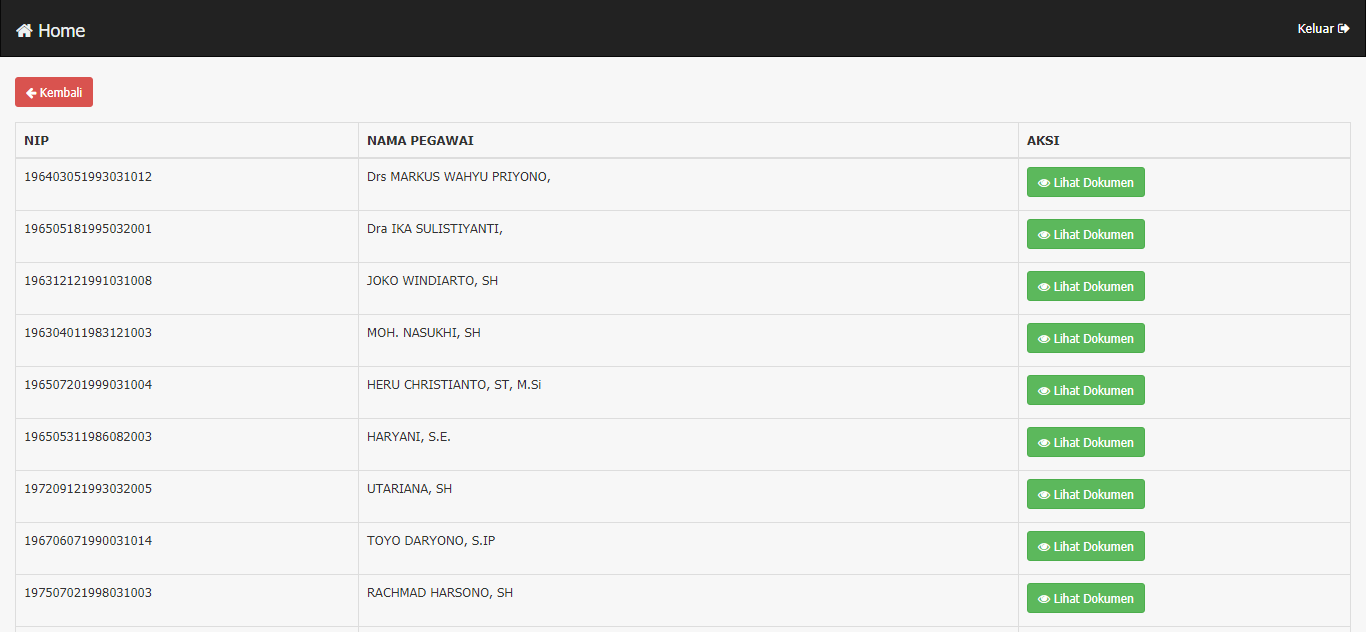 Home
Keluar
Kembali
NIP NAMA PEGAWAI AKSI
196403051993031012 Drs MARKUS WAHYU PRIYONO, Lihat Dokumen
196505181995032001 Dra IKA SULISTIYANTI, Lihat Dokumen
196312121991031008 JOKO WINDIARTO, SH Lihat Dokumen
196304011983121003 MOH. NASUKHI, SH Lihat Dokumen
196507201999031004 HERU CHRISTIANTO, ST, M.Si Lihat Dokumen
196505311986082003 HARYANI, S.E. Lihat Dokumen
197209121993032005 UTARIANA, SH Lihat Dokumen
196706071990031014 TOYO DARYONO, S.IP Lihat Dokumen
197507021998031003 RACHMAD HARSONO, SH Lihat Dokumen